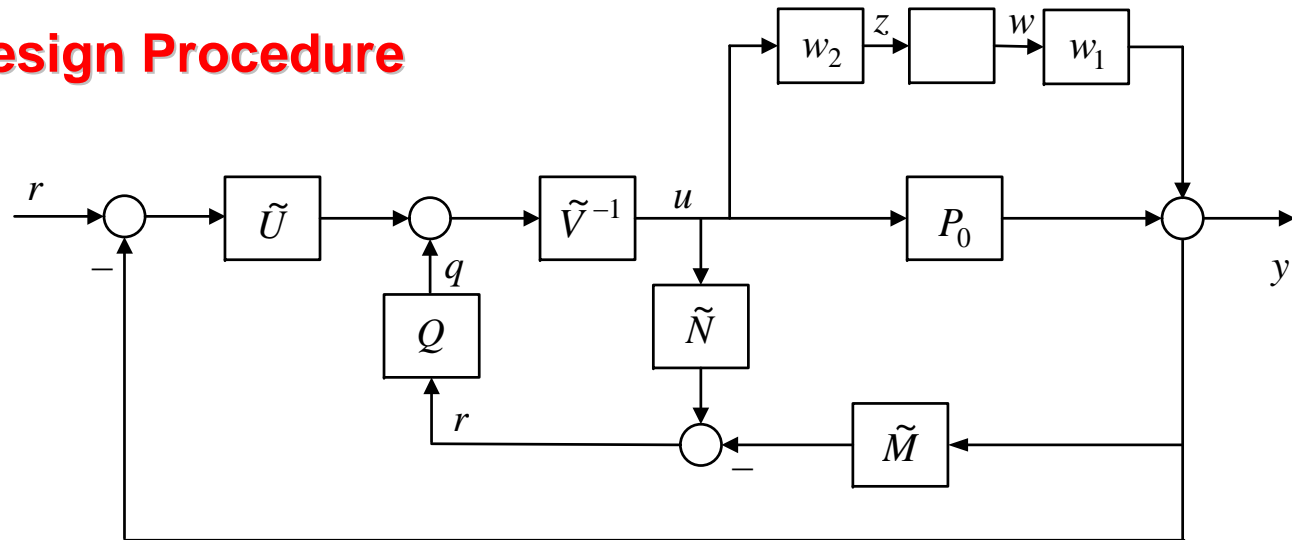 esign Procedure
z
w
w₂
w₁
r
Ũ
Ṽ⁻¹
u
P₀
−
q
y
Q
Ñ
r
M̃
−